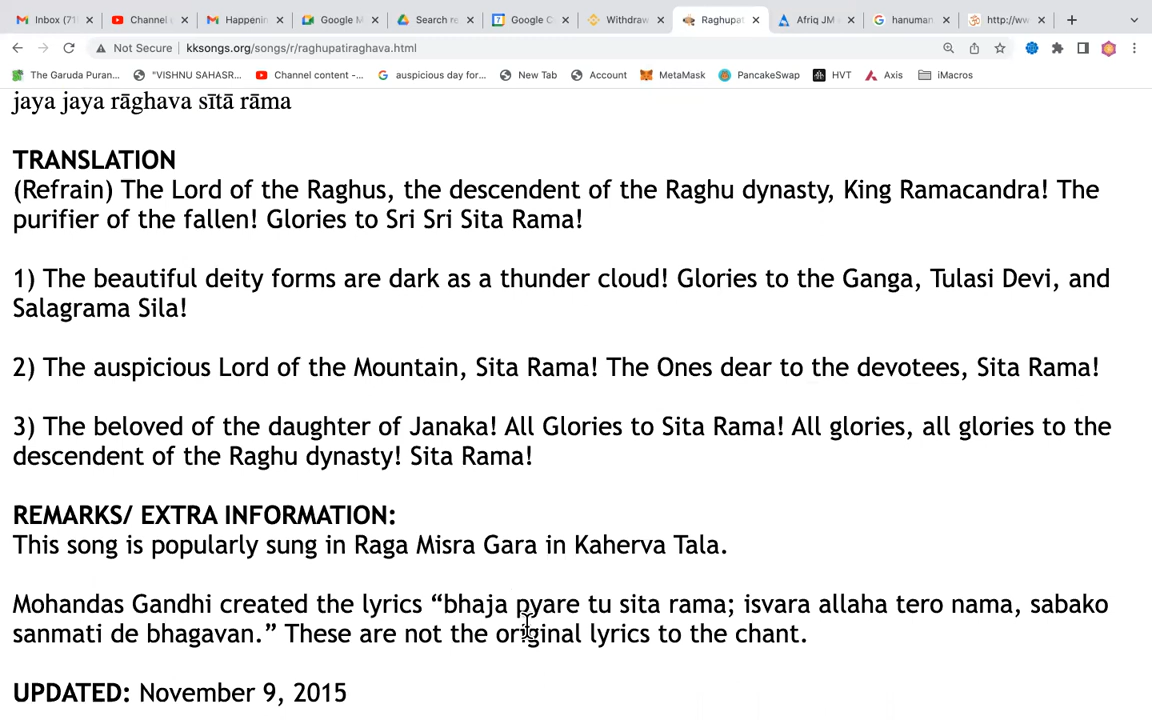 Inbox (71
Channel
Happenin
Google M
Search re
Google C
Withdraw
Raghupat
Afriq JM
hanuman
http://ww
Not Secure | kksongs.org/songs/r/raghupatiraghava.html
The Garuda Puran...
"VISHNU SAHASR...
Channel content -...
auspicious day for...
New Tab
Account
MetaMask
PancakeSwap
HVT
Axis
iMacros
jaya jaya rāghava sītā rāma
TRANSLATION
(Refrain) The Lord of the Raghus, the descendent of the Raghu dynasty, King Ramacandra! The
purifier of the fallen! Glories to Sri Sri Sita Rama!
1) The beautiful deity forms are dark as a thunder cloud! Glories to the Ganga, Tulasi Devi, and
Salagrama Sila!
2) The auspicious Lord of the Mountain, Sita Rama! The Ones dear to the devotees, Sita Rama!
3) The beloved of the daughter of Janaka! All Glories to Sita Rama! All glories, all glories to the
descendent of the Raghu dynasty! Sita Rama!
REMARKS/ EXTRA INFORMATION:
This song is popularly sung in Raga Misra Gara in Kaherva Tala.
Mohandas Gandhi created the lyrics “bhaja pyare tu sita rama; isvara allaha tero nama, sabako
sanmati de bhagavan.” These are not the original lyrics to the chant.
UPDATED: November 9, 2015